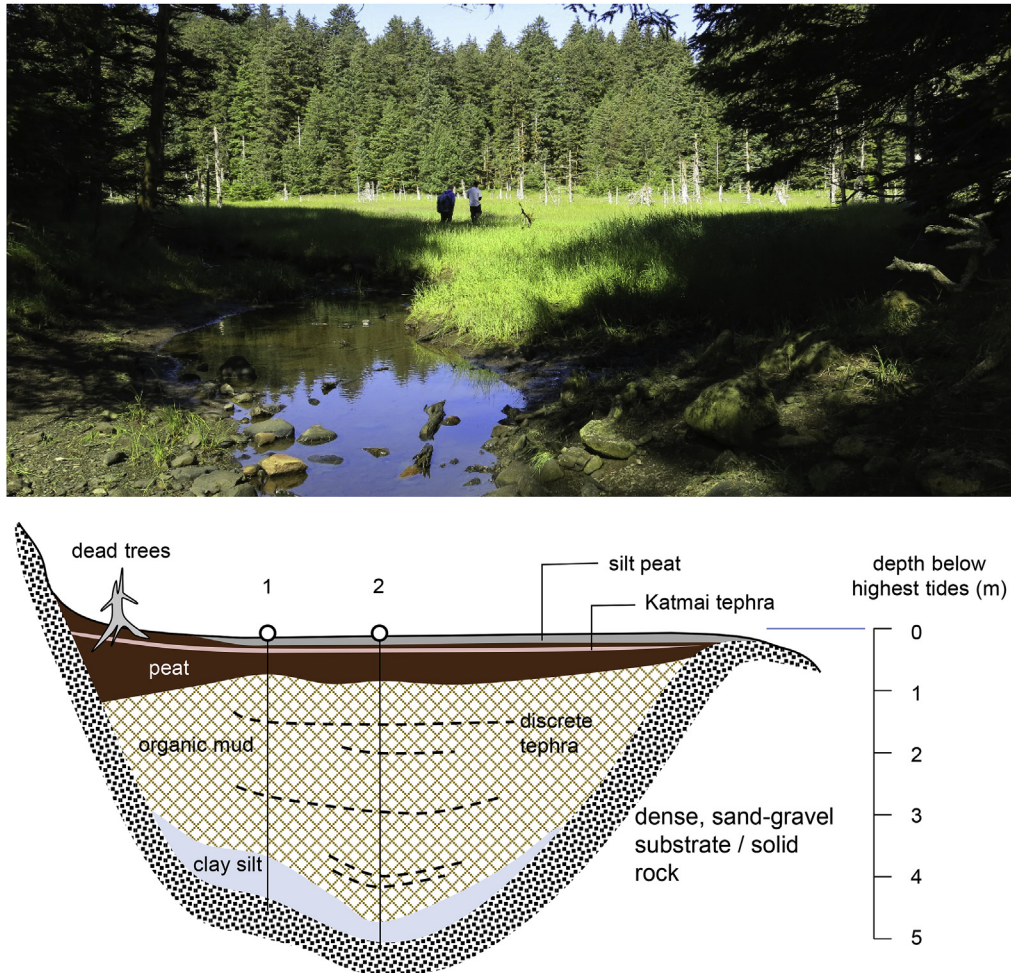 dead trees
1
2
silt peat
Katmai tephra
depth below
highest tides (m)
0
peat
1
organic mud
discrete
tephra
2
3
dense, sand-gravel
substrate / solid
rock
clay silt
4
5